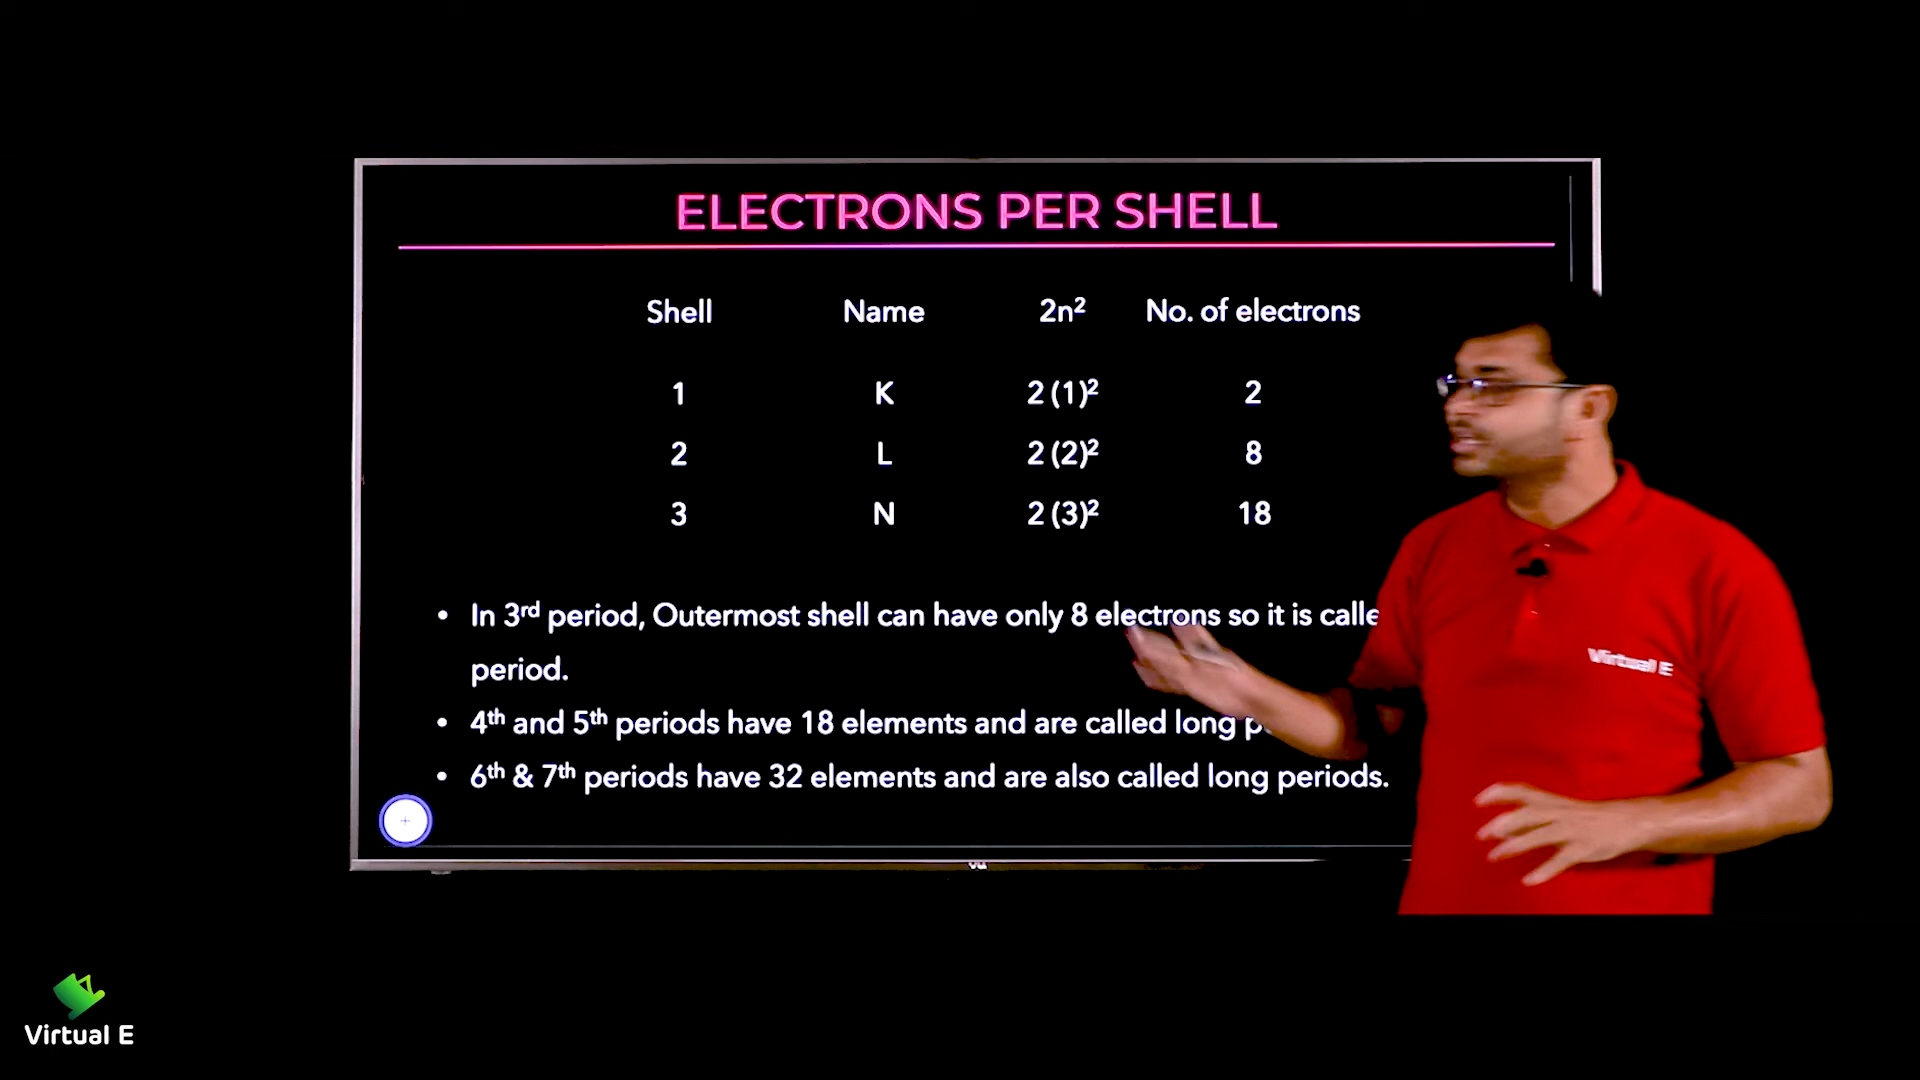 ELECTRONS PER SHELL
Shell Name 2n² No. of electrons
1 K 2 (1)² 2
2 L 2 (2)² 8
3 N 2 (3)² 18
• In 3rd period, Outermost shell can have only 8 electrons so it is
period.
• 4th and 5th periods have 18 elements and are called long
• 6th & 7th periods have 32 elements and are also called long periods.
Virtual E
vu
Virtual E